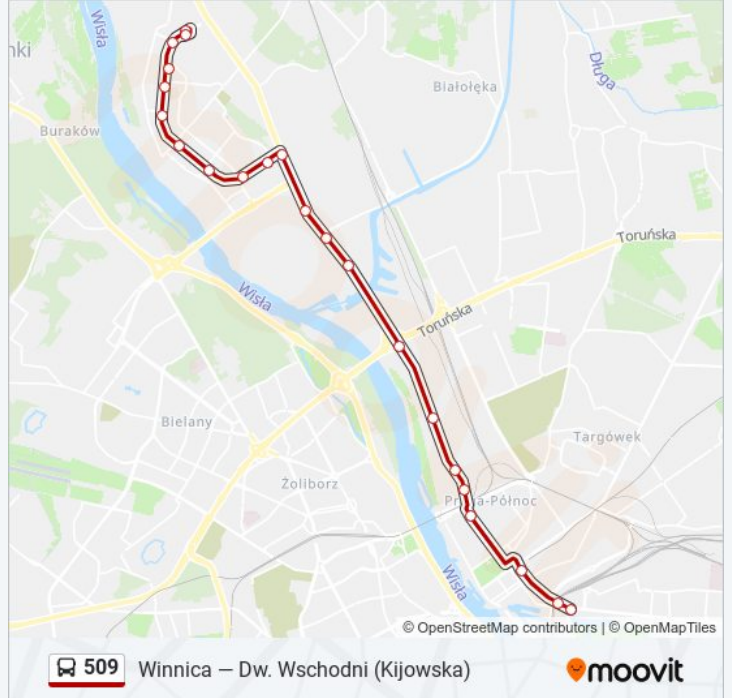 Wisła
nki
Białołęka
Długa
Buraków
Toruńska
Wisła
Toruńska
Bielany
Targówek
Żoliborz
Praga-Północ
Wisła
© OpenStreetMap contributors | © OpenMapTiles
509 Winnica — Dw. Wschodni (Kijowska)
moovit